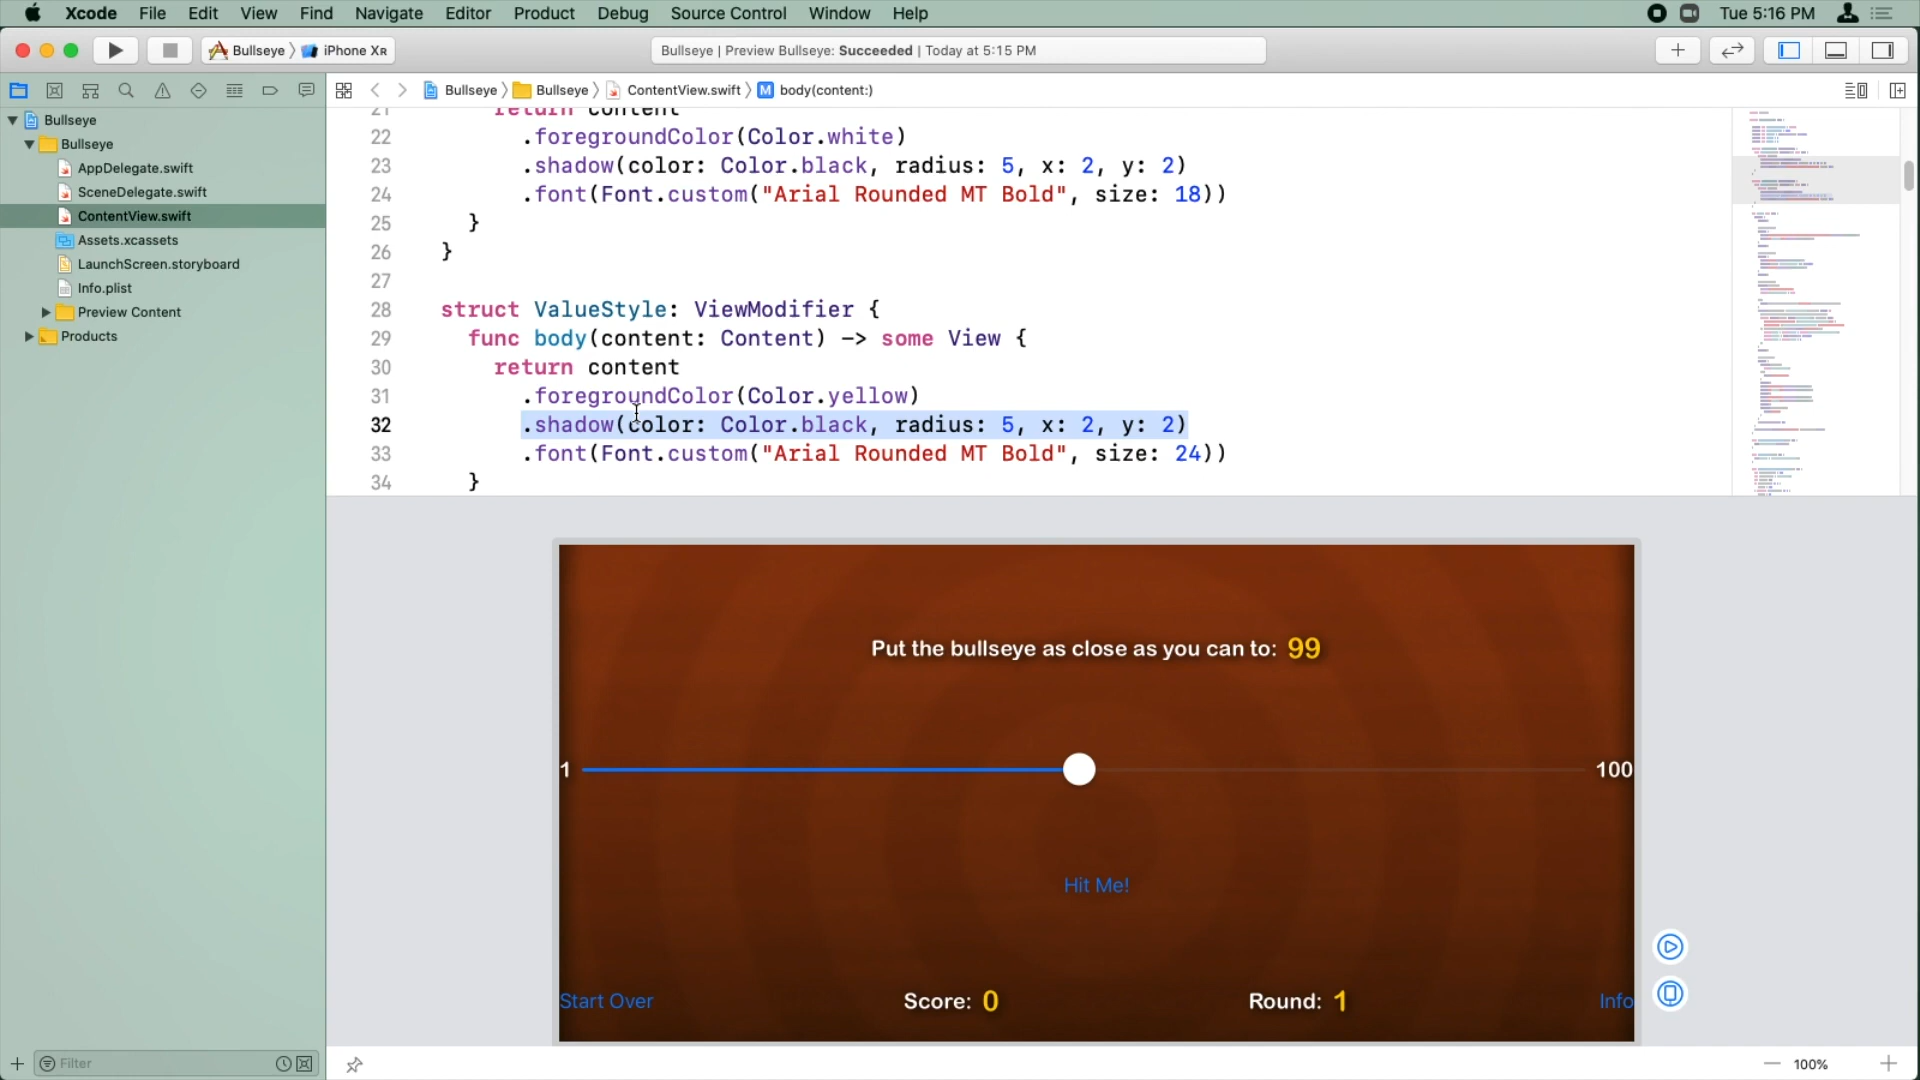 Xcode File Edit View Find Navigate Editor Product Debug Source Control Window Help Tue 5:16 PM
Bullseye iPhone XR Bullseye | Preview Bullseye: Succeeded | Today at 5:15 PM
Bullseye Bullseye ContentView.swift M body(content:)
Bullseye
Bullseye
AppDelegate.swift
SceneDelegate.swift
ContentView.swift
Assets.xcassets
LaunchScreen.storyboard
Info.plist
Preview Content
Products
Filter
21 return content
22 .foregroundColor(Color.white)
23 .shadow(color: Color.black, radius: 5, x: 2, y: 2)
24 .font(Font.custom("Arial Rounded MT Bold", size: 18))
25 }
26 }
27
28 struct ValueStyle: ViewModifier {
29 func body(content: Content) -> some View {
30 return content
31 .foregroundColor(Color.yellow)
32 .shadow(color: Color.black, radius: 5, x: 2, y: 2)
33 .font(Font.custom("Arial Rounded MT Bold", size: 24))
34 }
Put the bullseye as close as you can to: 99
1 100
Hit Me!
Start Over Score: 0 Round: 1 Info
100%